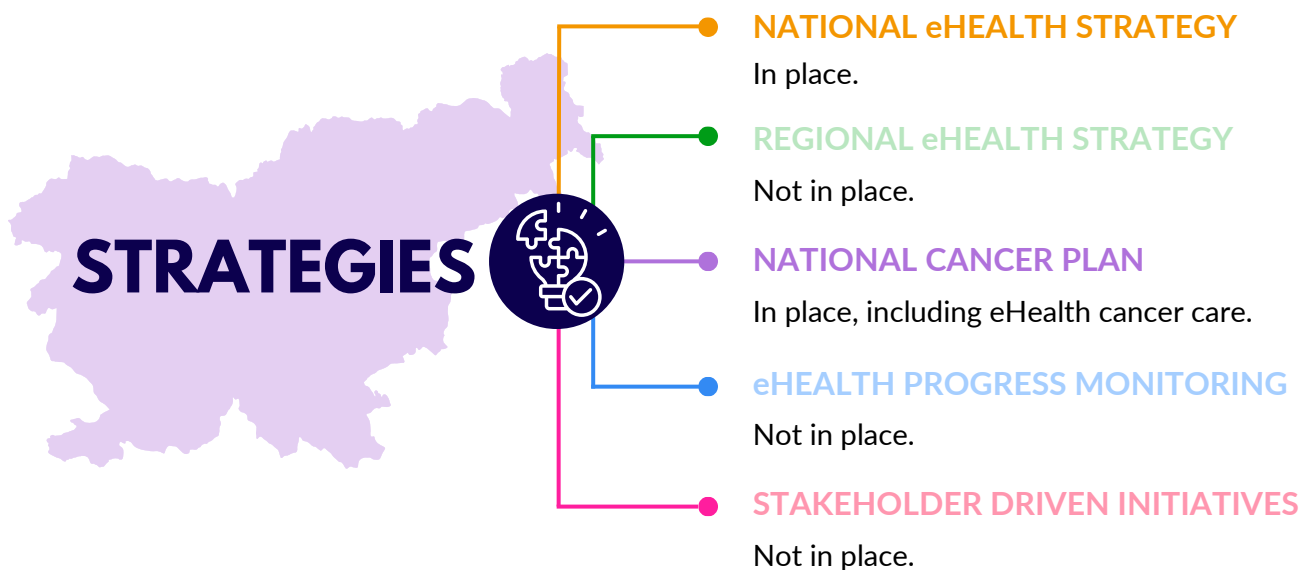 STRATEGIES
NATIONAL eHEALTH STRATEGY
In place.
REGIONAL eHEALTH STRATEGY
Not in place.
NATIONAL CANCER PLAN
In place, including eHealth cancer care.
eHEALTH PROGRESS MONITORING
Not in place.
STAKEHOLDER DRIVEN INITIATIVES
Not in place.